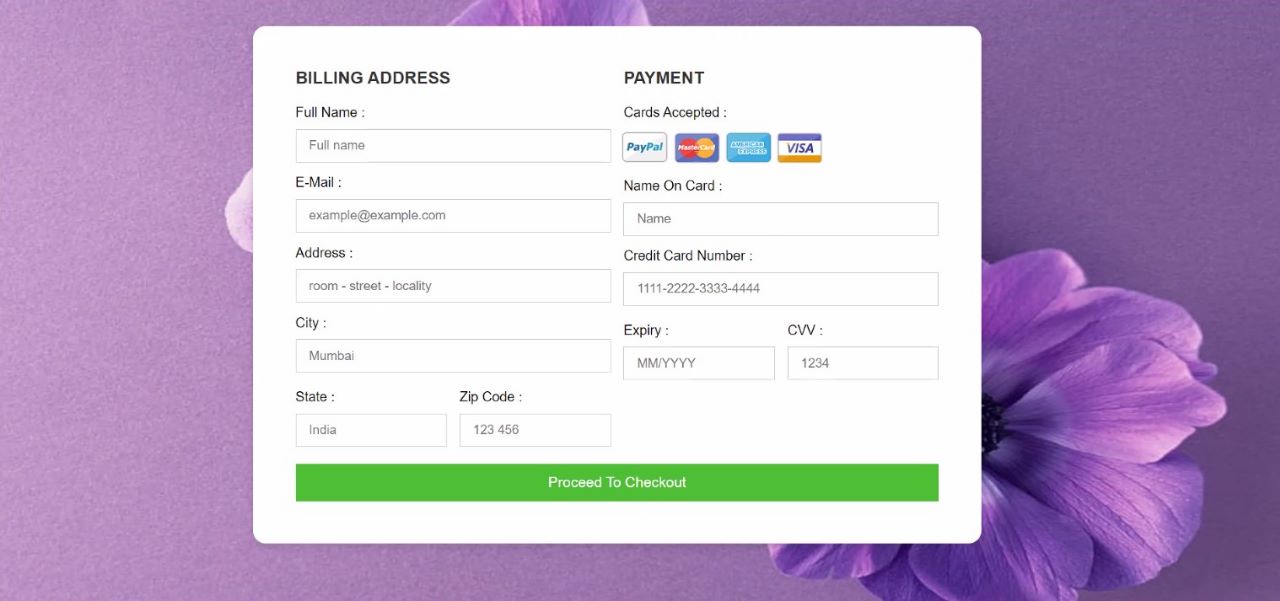 BILLING ADDRESS
Full Name :
Full name
E-Mail :
example@example.com
Address :
room - street - locality
City :
Mumbai
State :
Zip Code :
India
123 456
PAYMENT
Cards Accepted :
PayPal
MasterCard
AMERICAN
EXPRESS
VISA
Name On Card :
Name
Credit Card Number :
1111-2222-3333-4444
Expiry :
CVV :
MM/YYYY
1234
Proceed To Checkout